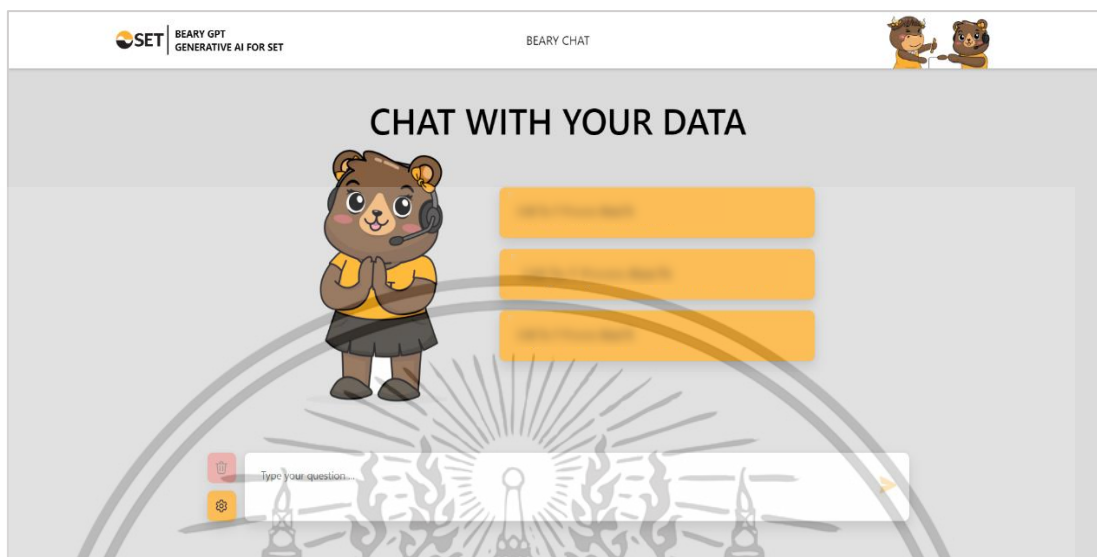 SET
BEARY GPT
GENERATIVE AI FOR SET
BEARY CHAT
CHAT WITH YOUR DATA
Type your question...